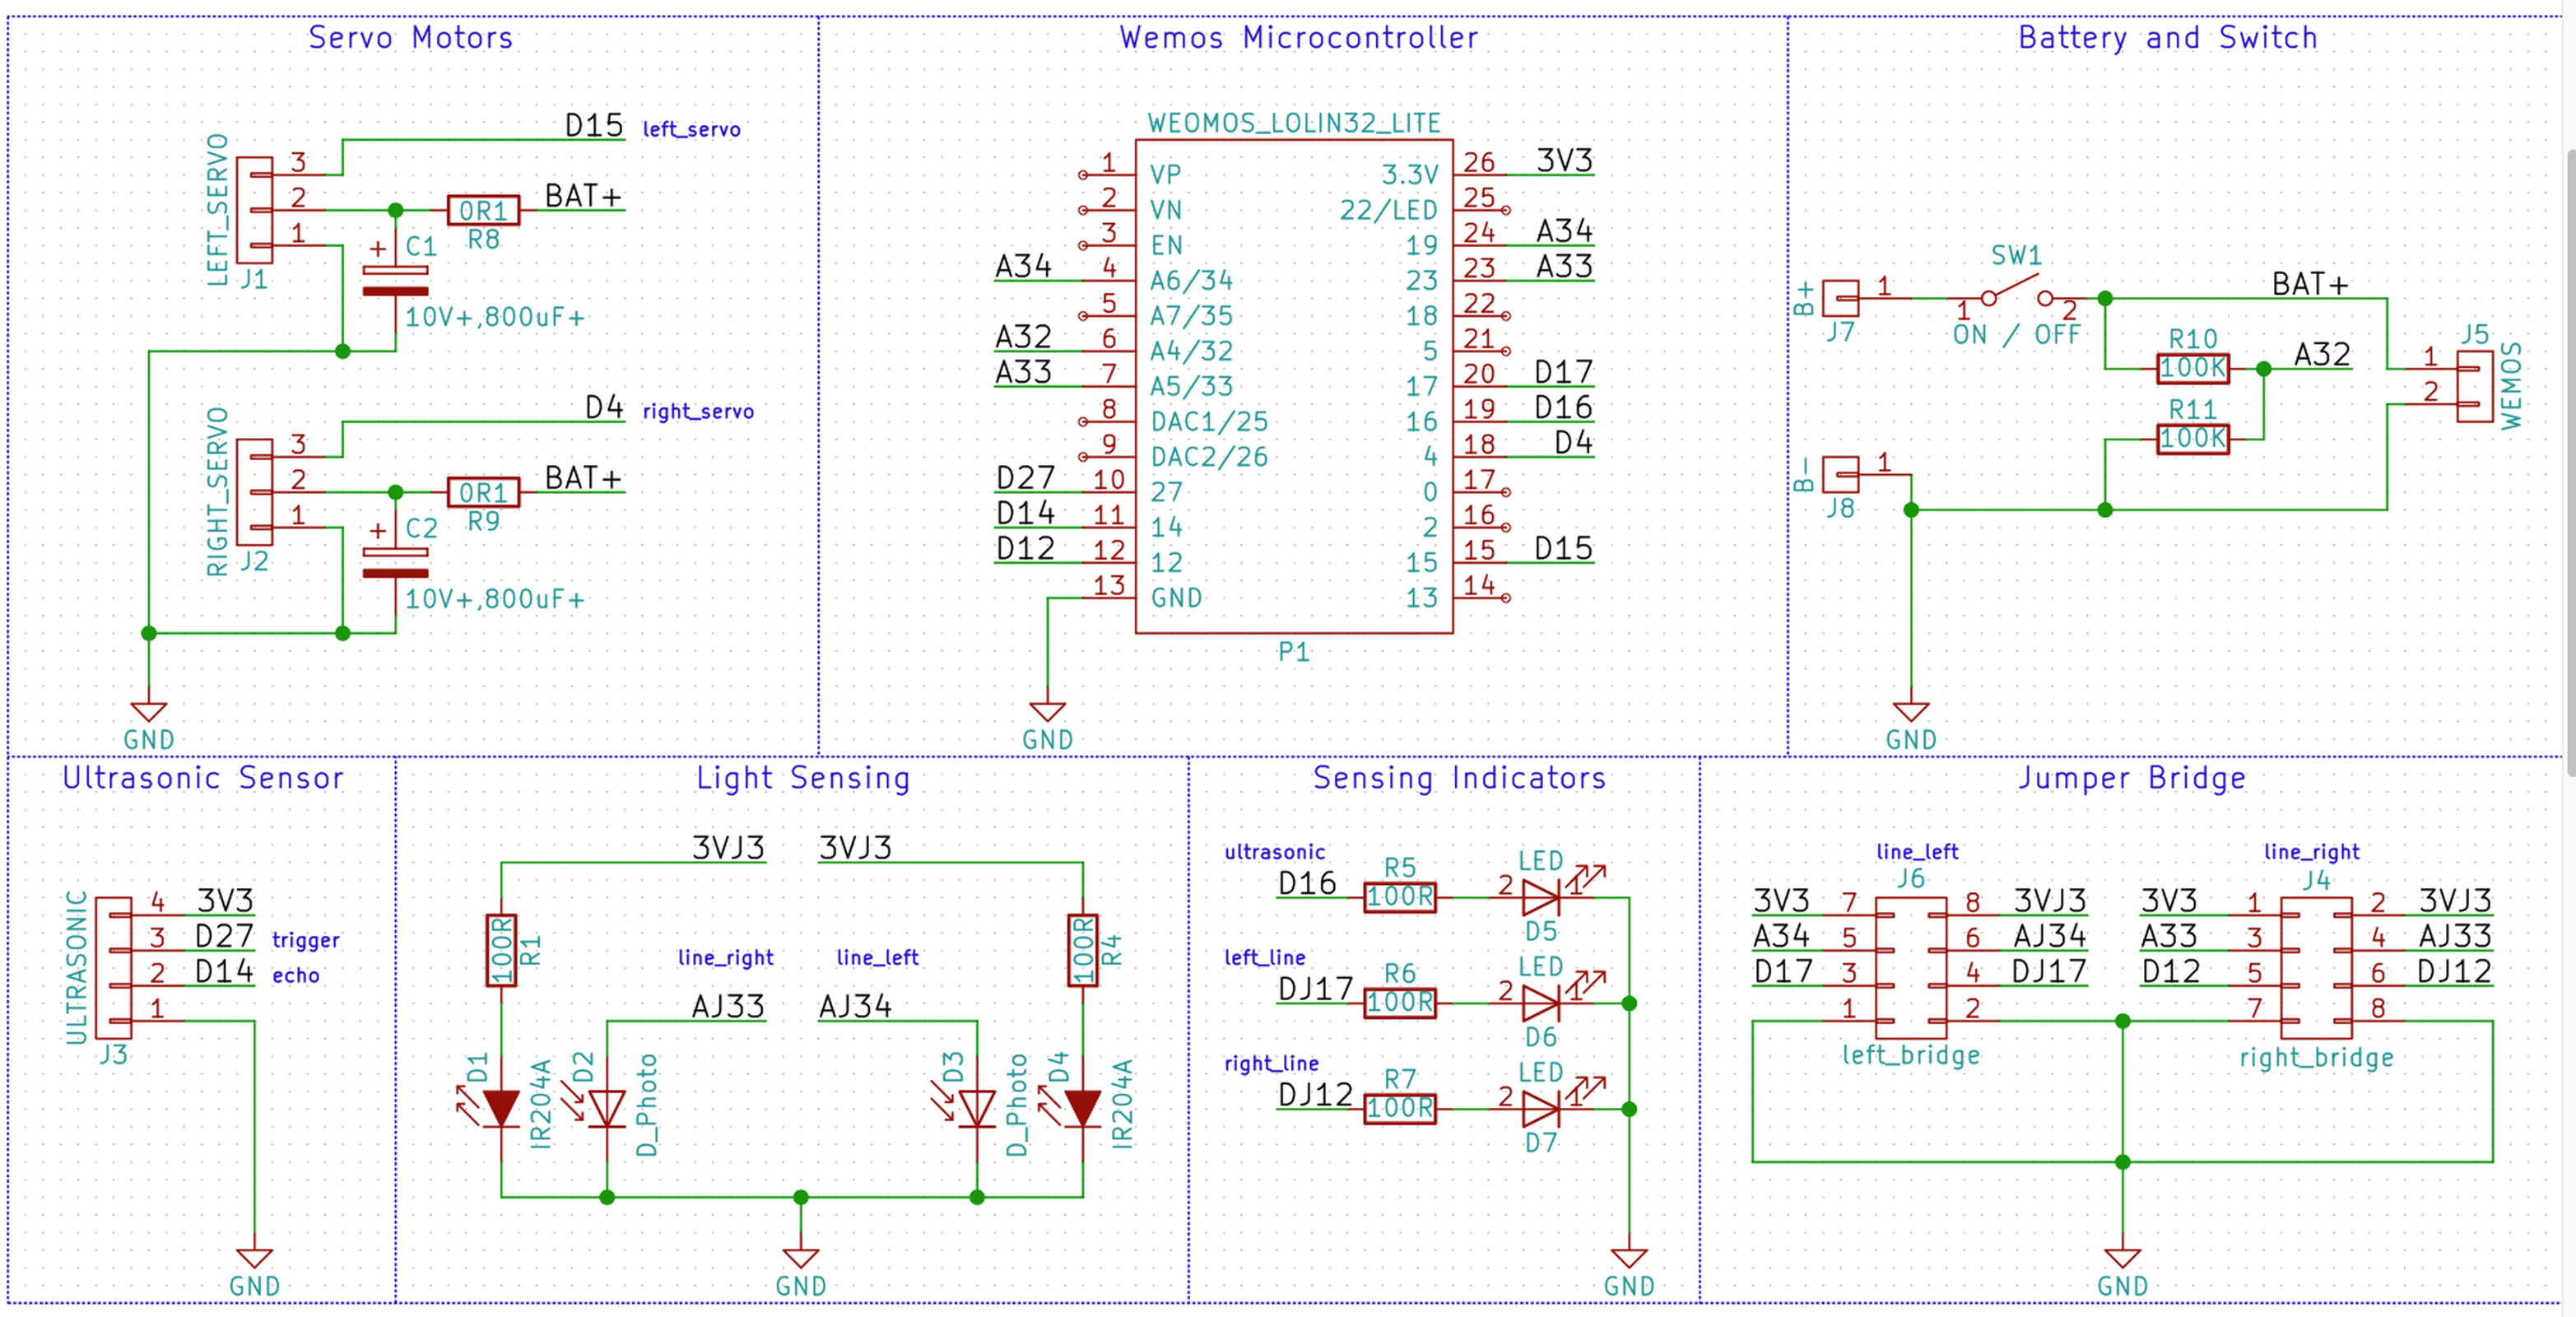 Servo Motors
D15 left_servo
LEFT_SERVO
3
2
1
J1
BAT+
0R1
R8
+ C1
10V+,800uF+
D4 right_servo
RIGHT_SERVO
3
2
1
J2
BAT+
0R1
R9
+ C2
10V+,800uF+
GND
Wemos Microcontroller
WEOMOS_LOLIN32_LITE
1 VP 3.3V 26 3V3
2 VN 22/LED 25
3 EN 19 24 A34
A34 4 A6/34 23 23 A33
5 A7/35 18 22
A32 6 A4/32 5 21
A33 7 A5/33 17 20 D17
8 DAC1/25 16 19 D16
9 DAC2/26 4 18 D4
D27 10 27 0 17
D14 11 14 2 16
D12 12 12 15 15 D15
13 GND 13 14
P1
GND
Battery and Switch
B+
1
J7
SW1
1 2
ON / OFF
BAT+
R10
100K
A32
R11
100K
J5
1
2
WEMOS
B-
1
J8
GND
Ultrasonic Sensor
ULTRASONIC
4 3V3
3 D27 trigger
2 D14 echo
1
J3
GND
Light Sensing
3VJ3 3VJ3
100R R1
100R R4
line_right line_left
AJ33 AJ34
D1 IR204A
D2 D_Photo
D3 D_Photo
D4 IR204A
GND
Sensing Indicators
ultrasonic
D16 R5 100R 2 LED 1
D5
left_line
DJ17 R6 100R 2 LED 1
D6
right_line
DJ12 R7 100R 2 LED 1
D7
GND
Jumper Bridge
line_left line_right
J6 J4
3V3 7 8 3VJ3 3V3 1 2 3VJ3
A34 5 6 AJ34 A33 3 4 AJ33
D17 3 4 DJ17 D12 5 6 DJ12
1 2 7 8
left_bridge right_bridge
GND